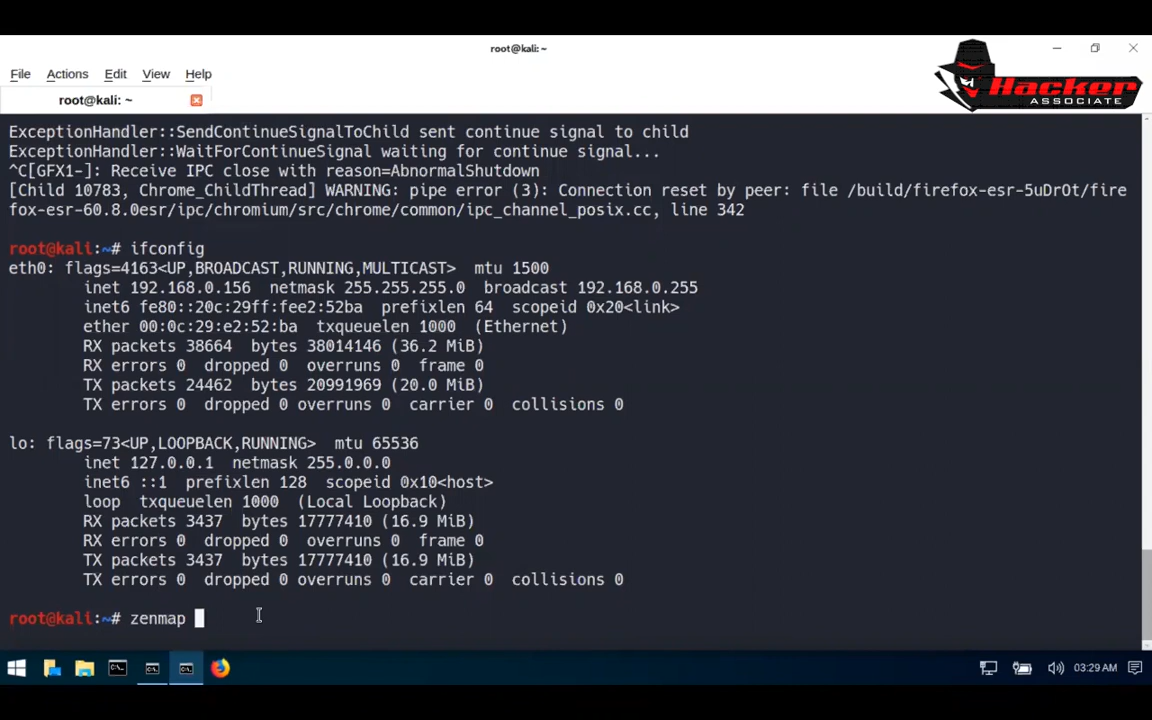 root@kali: ~
File Actions Edit View Help
Hacker
ASSOCIATE
root@kali: ~
ExceptionHandler::SendContinueSignalToChild sent continue signal to child
ExceptionHandler::WaitForContinueSignal waiting for continue signal...
^C[GFX1-]: Receive IPC close with reason=AbnormalShutdown
[Child 10783, Chrome_ChildThread] WARNING: pipe error (3): Connection reset by peer: file /build/firefox-esr-5uDrOt/fire
fox-esr-60.8.0esr/ipc/chromium/src/chrome/common/ipc_channel_posix.cc, line 342
root@kali:~# ifconfig
eth0: flags=4163<UP,BROADCAST,RUNNING,MULTICAST>  mtu 1500
        inet 192.168.0.156  netmask 255.255.255.0  broadcast 192.168.0.255
        inet6 fe80::20c:29ff:fee2:52ba  prefixlen 64  scopeid 0x20<link>
        ether 00:0c:29:e2:52:ba  txqueuelen 1000  (Ethernet)
        RX packets 38664  bytes 38014146 (36.2 MiB)
        RX errors 0  dropped 0  overruns 0  frame 0
        TX packets 24462  bytes 20991969 (20.0 MiB)
        TX errors 0  dropped 0 overruns 0  carrier 0  collisions 0
lo: flags=73<UP,LOOPBACK,RUNNING>  mtu 65536
        inet 127.0.0.1  netmask 255.0.0.0
        inet6 ::1  prefixlen 128  scopeid 0x10<host>
        loop  txqueuelen 1000  (Local Loopback)
        RX packets 3437  bytes 17777410 (16.9 MiB)
        RX errors 0  dropped 0  overruns 0  frame 0
        TX packets 3437  bytes 17777410 (16.9 MiB)
        TX errors 0  dropped 0 overruns 0  carrier 0  collisions 0
root@kali:~# zenmap
03:29 AM